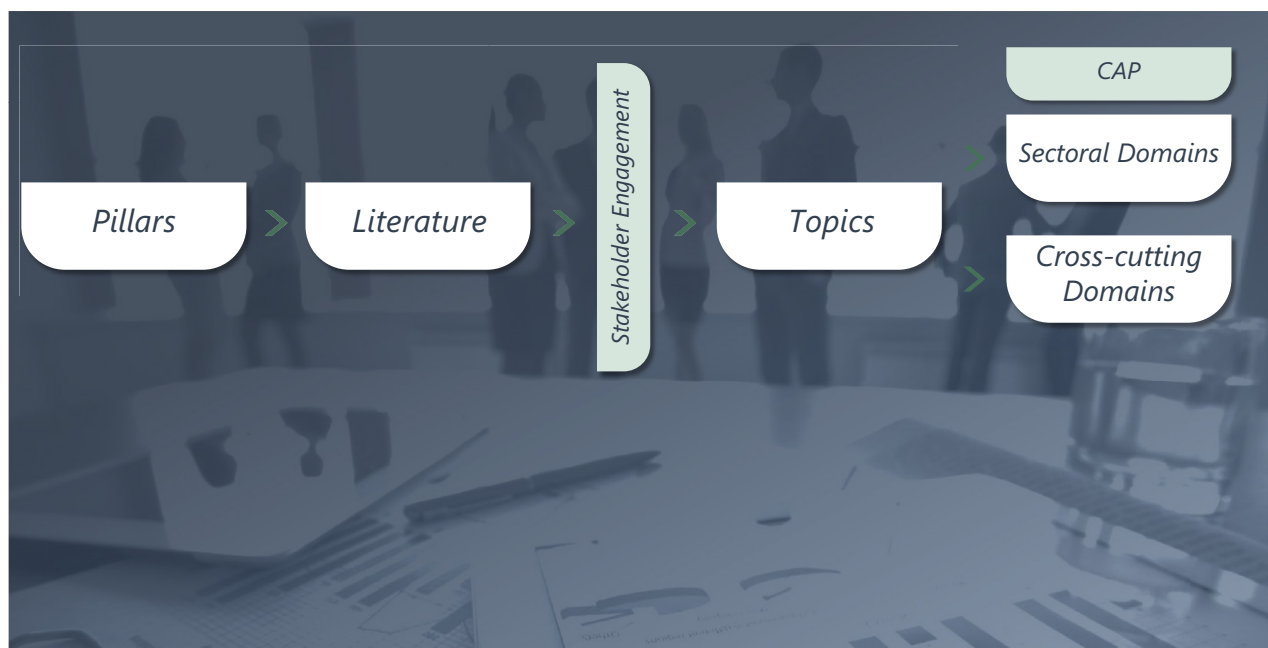 CAP
Sectoral Domains
Pillars
Literature
Stakeholder Engagement
Topics
Cross-cutting
Domains